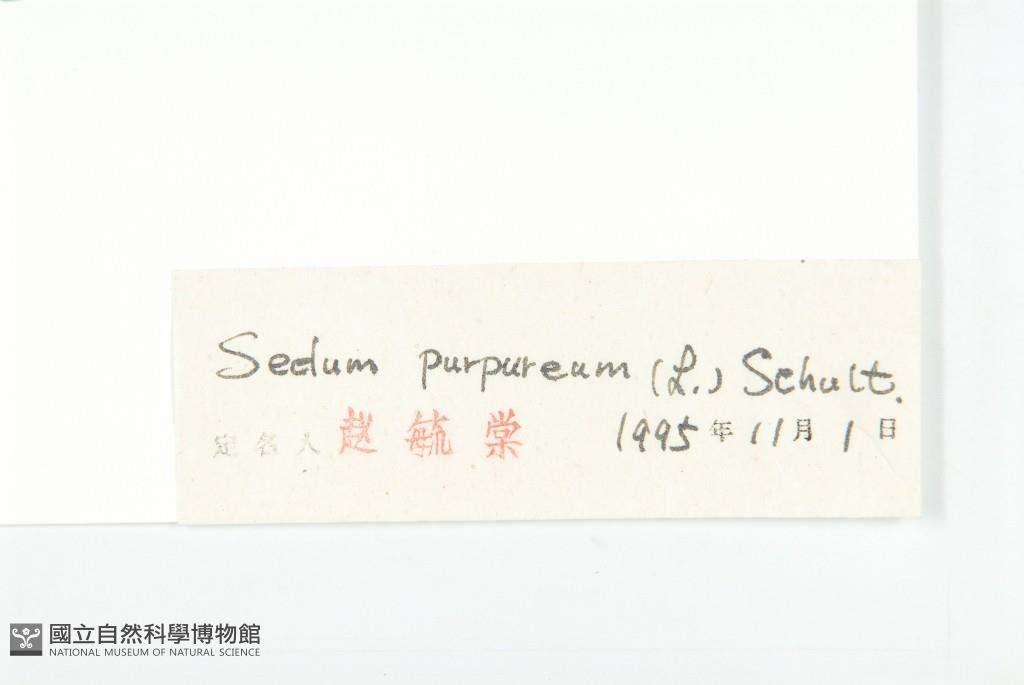 Sedum purpureum (L.) Schult.
定名人 赵毓棠 1995年11月1日
國立自然科學博物館
NATIONAL MUSEUM OF NATURAL SCIENCE